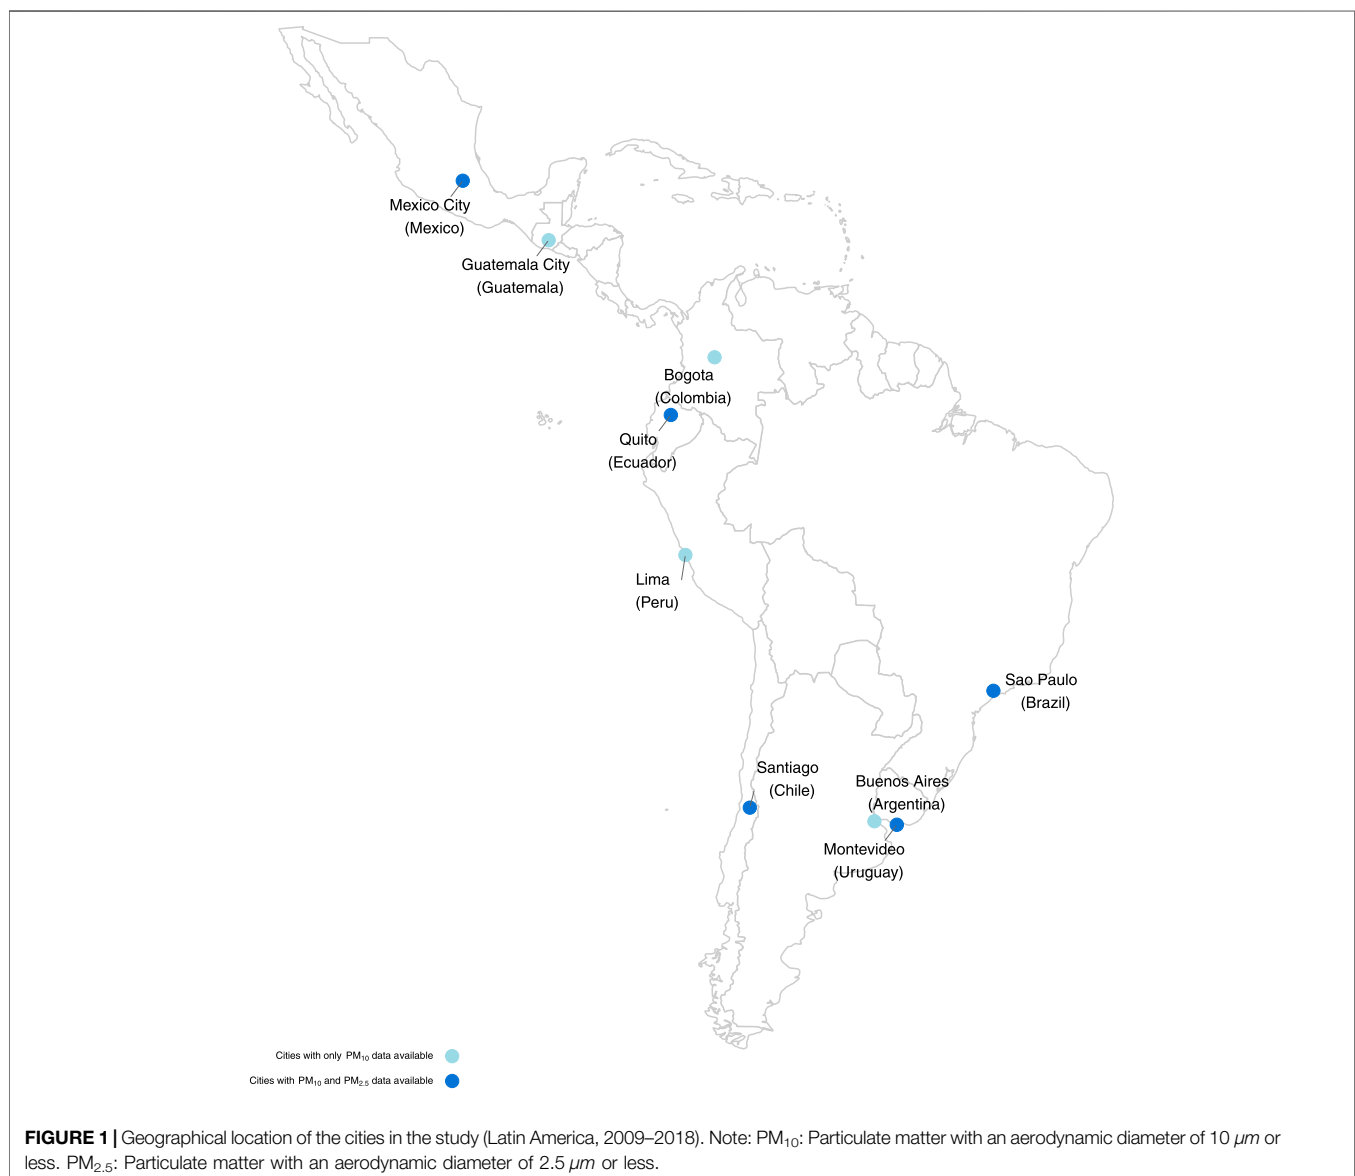 Mexico City
(Mexico)
Guatemala City
(Guatemala)
Bogota
(Colombia)
Quito
(Ecuador)
Lima
(Peru)
Sao Paulo
(Brazil)
Santiago
(Chile)
Buenos Aires
(Argentina)
Montevideo
(Uruguay)
Cities with only PM10 data available
Cities with PM10 and PM2.5 data available
FIGURE 1 | Geographical location of the cities in the study (Latin America, 2009–2018). Note: PM10: Particulate matter with an aerodynamic diameter of 10 μm or
less. PM2.5: Particulate matter with an aerodynamic diameter of 2.5 μm or less.